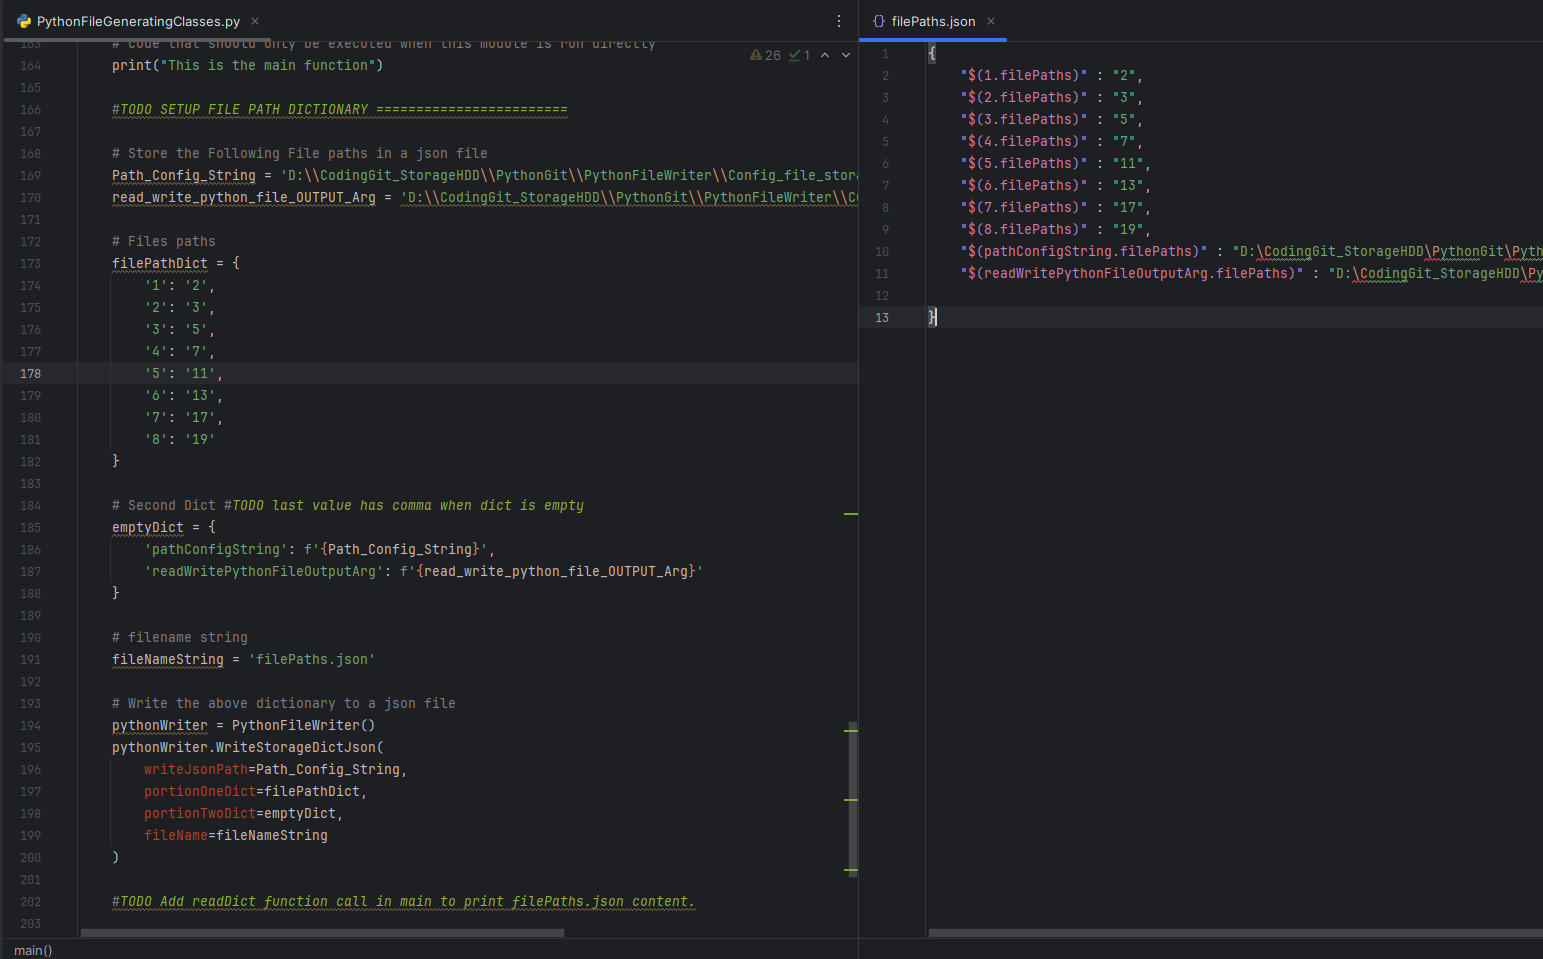 PythonFileGeneratingClasses.py
163 # code that should only be executed when this module is run directly
26 1
164 print("This is the main function")
165
166 #TODO SETUP FILE PATH DICTIONARY ========================
167
168 # Store the Following File paths in a json file
169 Path_Config_String = 'D:\\CodingGit_StorageHDD\\PythonGit\\PythonFileWriter\\Config_file_stora
170 read_write_python_file_OUTPUT_Arg = 'D:\\CodingGit_StorageHDD\\PythonGit\\PythonFileWriter\\Co
171
172 # Files paths
173 filePathDict = {
174 '1': '2',
175 '2': '3',
176 '3': '5',
177 '4': '7',
178 '5': '11',
179 '6': '13',
180 '7': '17',
181 '8': '19'
182 }
183
184 # Second Dict #TODO last value has comma when dict is empty
185 emptyDict = {
186 'pathConfigString': f'{Path_Config_String}',
187 'readWritePythonFileOutputArg': f'{read_write_python_file_OUTPUT_Arg}'
188 }
189
190 # filename string
191 fileNameString = 'filePaths.json'
192
193 # Write the above dictionary to a json file
194 pythonWriter = PythonFileWriter()
195 pythonWriter.WriteStorageDictJson(
196 writeJsonPath=Path_Config_String,
197 portionOneDict=filePathDict,
198 portionTwoDict=emptyDict,
199 fileName=fileNameString
200 )
201
202 #TODO Add readDict function call in main to print filePaths.json content.
203
main()
{} filePaths.json
1 {
2 "$(1.filePaths)" : "2",
3 "$(2.filePaths)" : "3",
4 "$(3.filePaths)" : "5",
5 "$(4.filePaths)" : "7",
6 "$(5.filePaths)" : "11",
7 "$(6.filePaths)" : "13",
8 "$(7.filePaths)" : "17",
9 "$(8.filePaths)" : "19",
10 "$(pathConfigString.filePaths)" : "D:\CodingGit_StorageHDD\PythonGit\Pyth
11 "$(readWritePythonFileOutputArg.filePaths)" : "D:\CodingGit_StorageHDD\Py
12
13 }